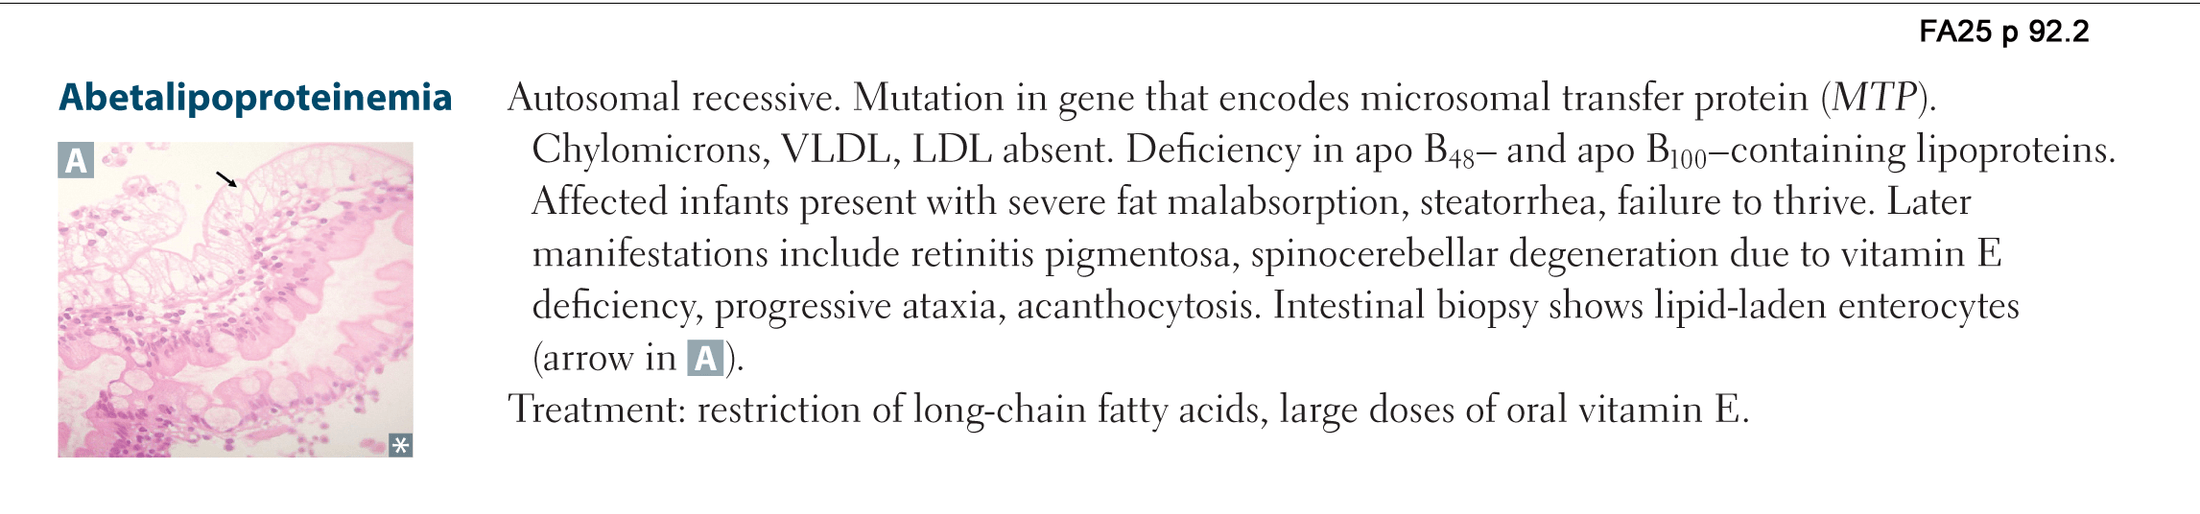 FA25 p 92.2
Abetalipoproteinemia
A
*
Autosomal recessive. Mutation in gene that encodes microsomal transfer protein (MTP).
Chylomicrons, VLDL, LDL absent. Deficiency in apo B48– and apo B100–containing lipoproteins.
Affected infants present with severe fat malabsorption, steatorrhea, failure to thrive. Later
manifestations include retinitis pigmentosa, spinocerebellar degeneration due to vitamin E
deficiency, progressive ataxia, acanthocytosis. Intestinal biopsy shows lipid-laden enterocytes
(arrow in A).
Treatment: restriction of long-chain fatty acids, large doses of oral vitamin E.